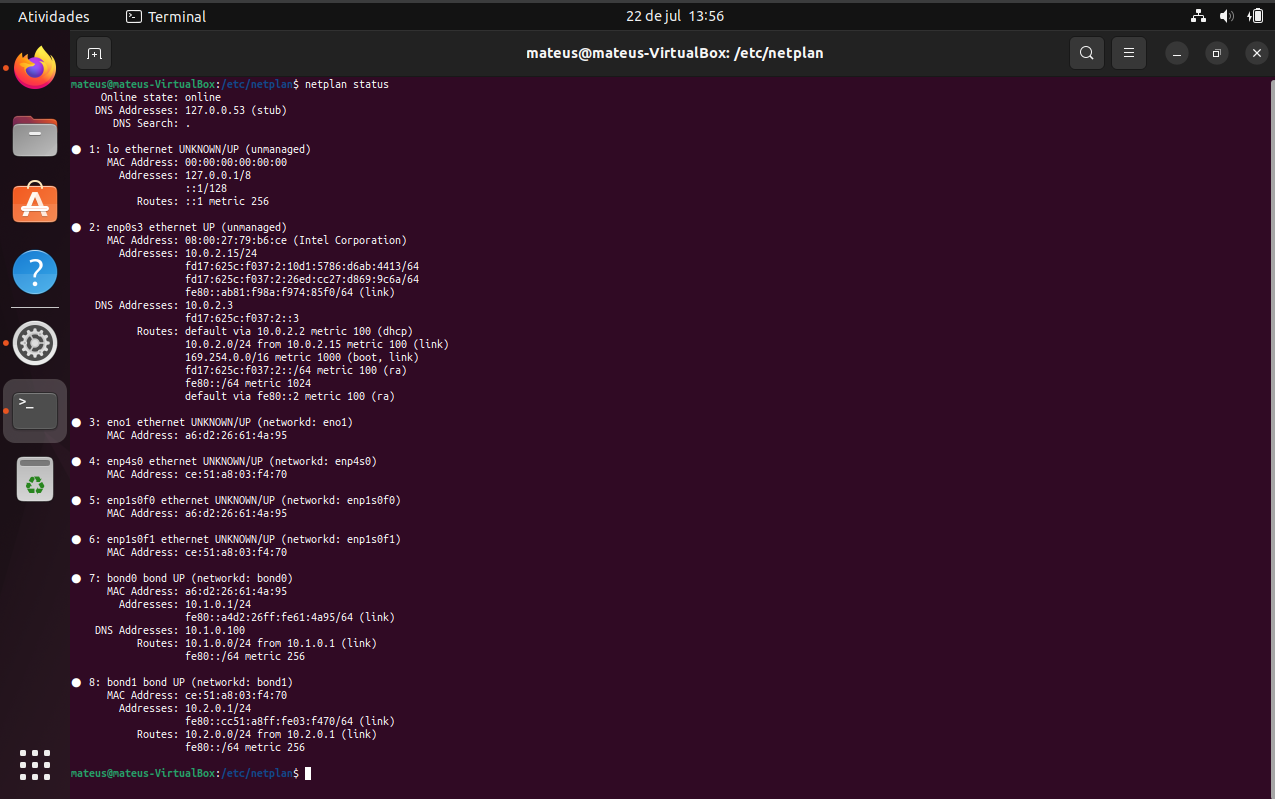 Atividades
Terminal
22 de jul 13:56
mateus@mateus-VirtualBox: /etc/netplan
mateus@mateus-VirtualBox:/etc/netplan$ netplan status
Online state: online
DNS Addresses: 127.0.0.53 (stub)
DNS Search: .
● 1: lo ethernet UNKNOWN/UP (unmanaged)
MAC Address: 00:00:00:00:00:00
Addresses: 127.0.0.1/8
::1/128
Routes: ::1 metric 256
● 2: enp0s3 ethernet UP (unmanaged)
MAC Address: 08:00:27:79:b6:ce (Intel Corporation)
Addresses: 10.0.2.15/24
fd17:625c:f037:2:10d1:5786:d6ab:4413/64
fd17:625c:f037:2:26ed:cc27:d869:9c6a/64
fe80::ab81:f98a:f974:85f0/64 (link)
DNS Addresses: 10.0.2.3
fd17:625c:f037:2::3
Routes: default via 10.0.2.2 metric 100 (dhcp)
10.0.2.0/24 from 10.0.2.15 metric 100 (link)
169.254.0.0/16 metric 1000 (boot, link)
fd17:625c:f037:2::/64 metric 100 (ra)
fe80::/64 metric 1024
default via fe80::2 metric 100 (ra)
● 3: eno1 ethernet UNKNOWN/UP (networkd: eno1)
MAC Address: a6:d2:26:61:4a:95
● 4: enp4s0 ethernet UNKNOWN/UP (networkd: enp4s0)
MAC Address: ce:51:a8:03:f4:70
● 5: enp1s0f0 ethernet UNKNOWN/UP (networkd: enp1s0f0)
MAC Address: a6:d2:26:61:4a:95
● 6: enp1s0f1 ethernet UNKNOWN/UP (networkd: enp1s0f1)
MAC Address: ce:51:a8:03:f4:70
● 7: bond0 bond UP (networkd: bond0)
MAC Address: a6:d2:26:61:4a:95
Addresses: 10.1.0.1/24
fe80::a4d2:26ff:fe61:4a95/64 (link)
DNS Addresses: 10.1.0.100
Routes: 10.1.0.0/24 from 10.1.0.1 (link)
fe80::/64 metric 256
● 8: bond1 bond UP (networkd: bond1)
MAC Address: ce:51:a8:03:f4:70
Addresses: 10.2.0.1/24
fe80::cc51:a8ff:fe03:f470/64 (link)
Routes: 10.2.0.0/24 from 10.2.0.1 (link)
fe80::/64 metric 256
mateus@mateus-VirtualBox:/etc/netplan$